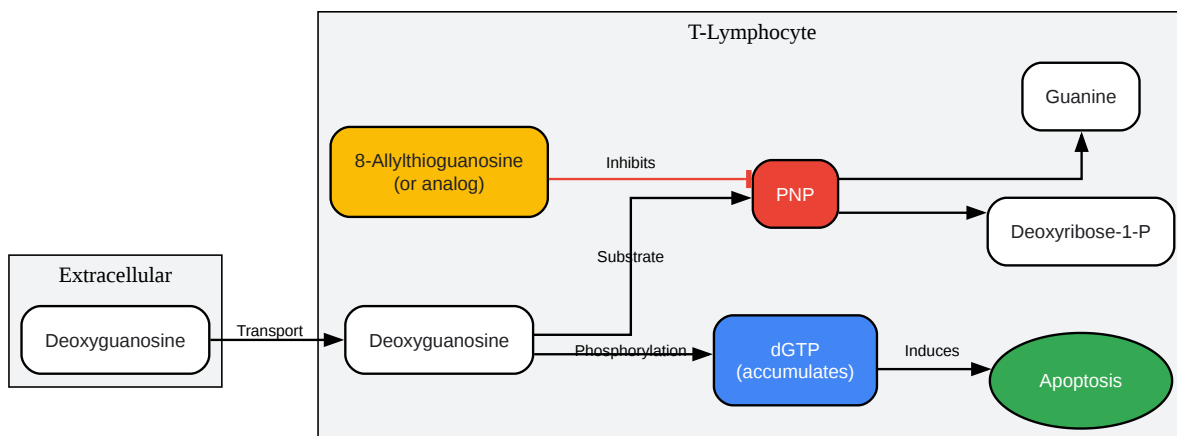 T-Lymphocyte
Guanine
8-Allylthioguanosine
(or analog)
Inhibits
PNP
Deoxyribose-1-P
Substrate
Extracellular
Deoxyguanosine
Transport
Deoxyguanosine
Phosphorylation
dGTP
(accumulates)
Induces
Apoptosis